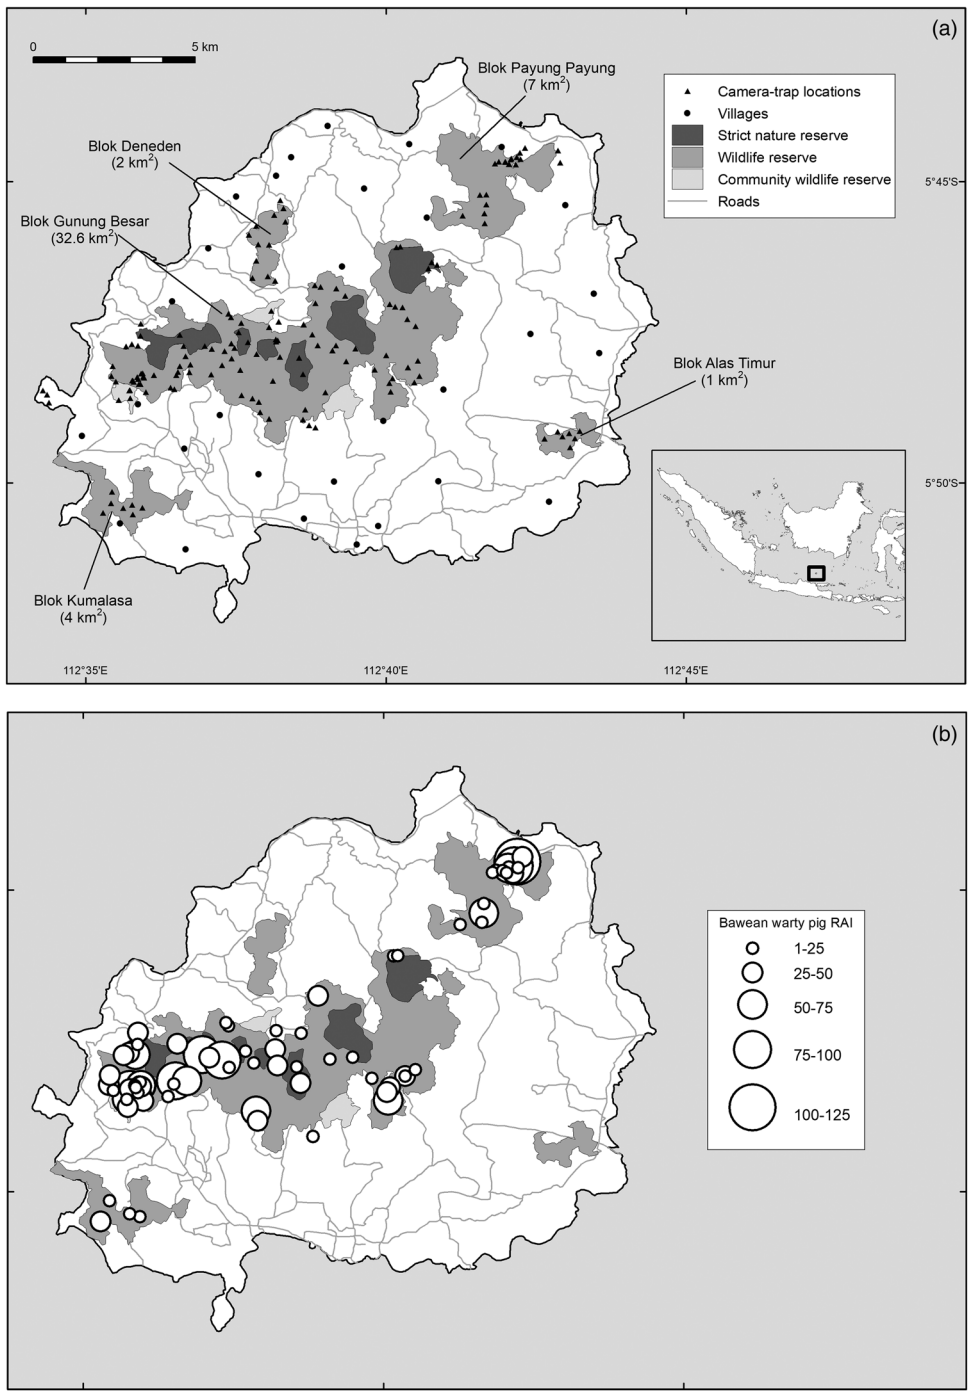 (a)
0 5 km
Blok Payung Payung
(7 km²)
Camera-trap locations
Villages
Strict nature reserve
Wildlife reserve
Community wildlife reserve
Roads
Blok Deneden
(2 km²)
5°45'S
Blok Gunung Besar
(32.6 km²)
Blok Alas Timur
(1 km²)
5°50'S
Blok Kumalasa
(4 km²)
112°35'E 112°40'E 112°45'E
(b)
Bawean warty pig RAI
1-25
25-50
50-75
75-100
100-125